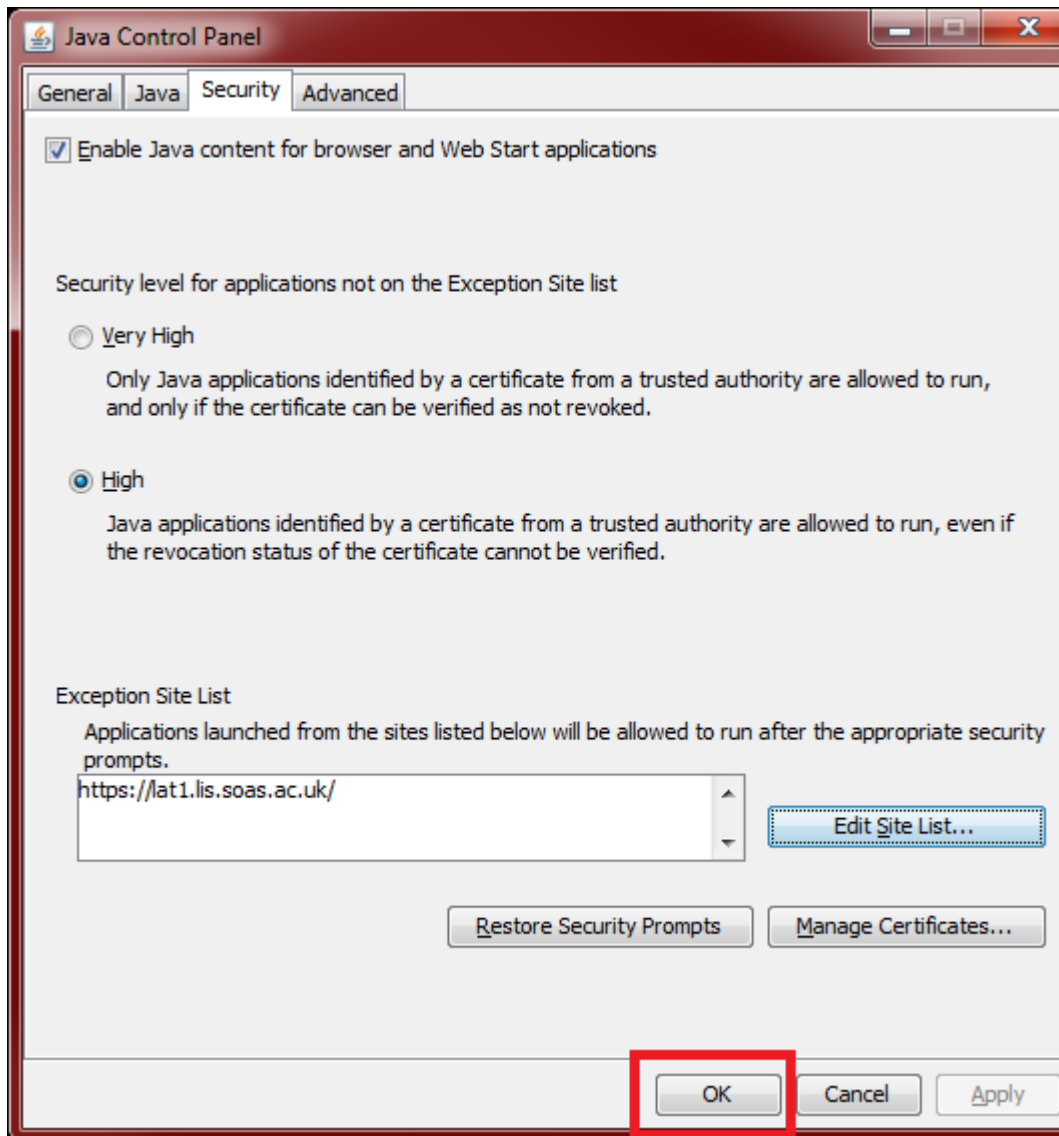 Java Control Panel
General Java Security Advanced
Enable Java content for browser and Web Start applications
Security level for applications not on the Exception Site list
Very High
Only Java applications identified by a certificate from a trusted authority are allowed to run,
and only if the certificate can be verified as not revoked.
High
Java applications identified by a certificate from a trusted authority are allowed to run, even if
the revocation status of the certificate cannot be verified.
Exception Site List
Applications launched from the sites listed below will be allowed to run after the appropriate security
prompts.
https://lat1.lis.soas.ac.uk/
Edit Site List...
Restore Security Prompts Manage Certificates...
OK Cancel Apply